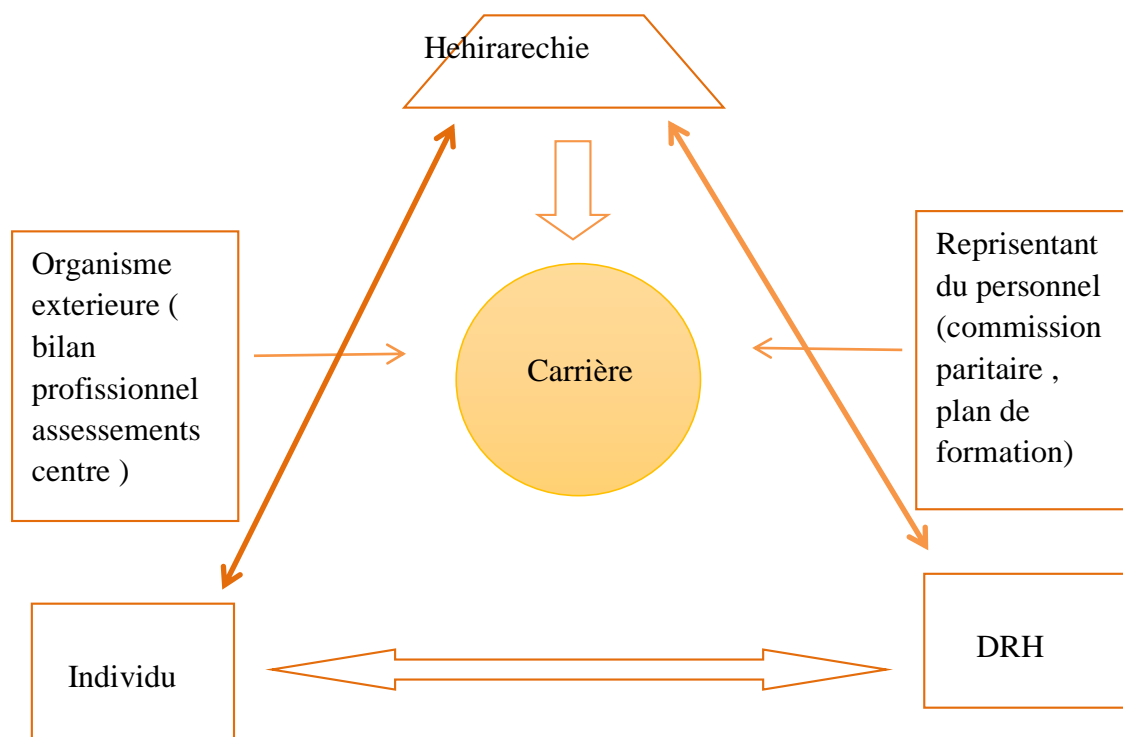 Hehirarechie
Organisme
exterieure (
bilan
profissionnel
assessements
centre )
Carrière
Reprisentant
du personnel
(commission
paritaire ,
plan de
formation)
Individu
DRH